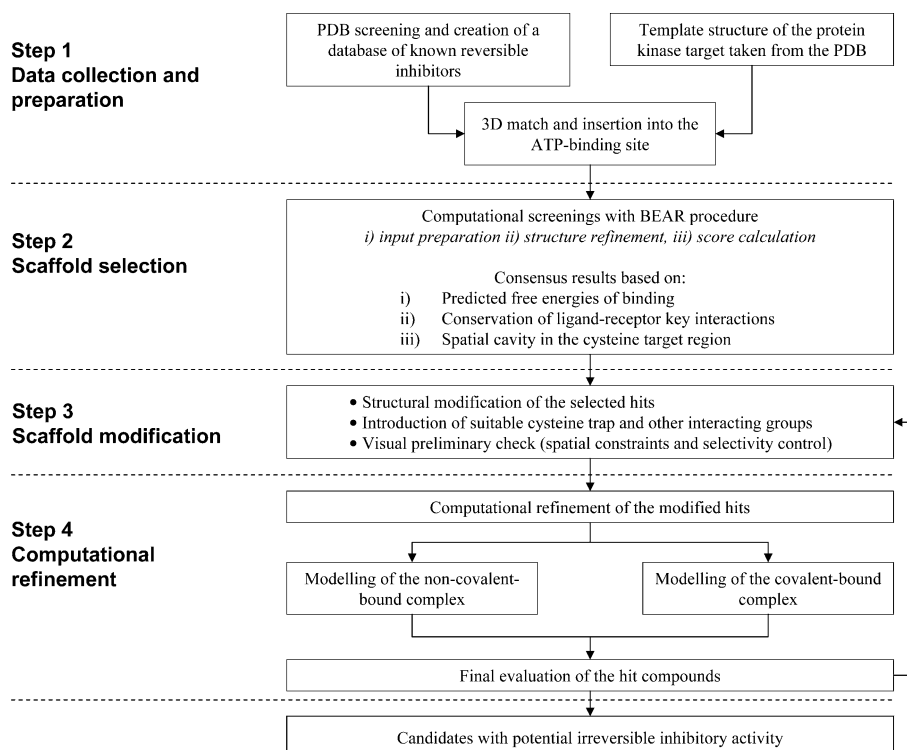 Step 1
Data collection and
preparation
PDB screening and creation of a
database of known reversible
inhibitors
Template structure of the protein
kinase target taken from the PDB
3D match and insertion into the
ATP-binding site
Step 2
Scaffold selection
Computational screenings with BEAR procedure
i) input preparation ii) structure refinement, iii) score calculation
Consensus results based on:
i) Predicted free energies of binding
ii) Conservation of ligand-receptor key interactions
iii) Spatial cavity in the cysteine target region
Step 3
Scaffold modification
• Structural modification of the selected hits
• Introduction of suitable cysteine trap and other interacting groups
• Visual preliminary check (spatial constraints and selectivity control)
Step 4
Computational
refinement
Computational refinement of the modified hits
Modelling of the non-covalent-
bound complex
Modelling of the covalent-bound
complex
Final evaluation of the hit compounds
Candidates with potential irreversible inhibitory activity